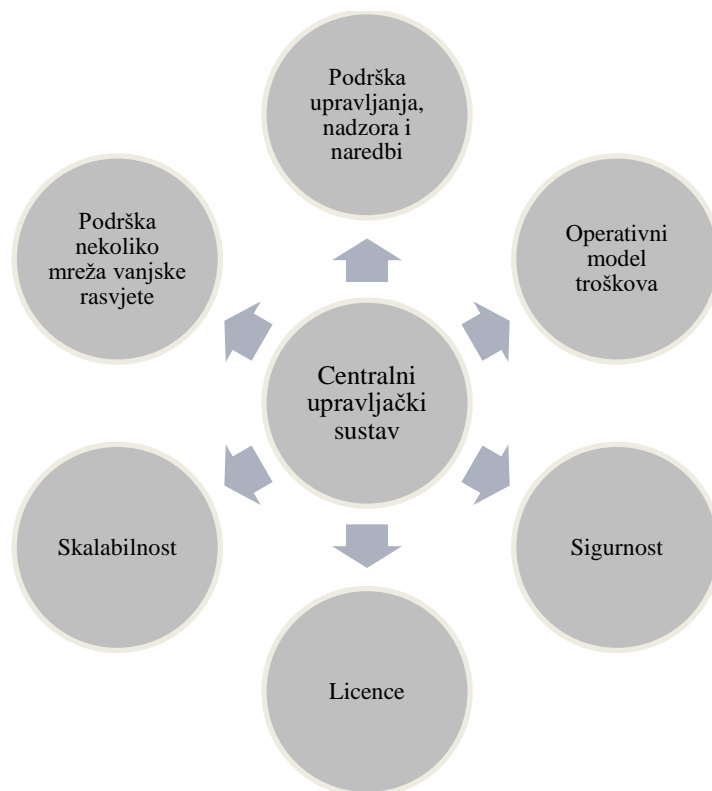 Podrška
upravljanja,
nadzora i
naredbi
Podrška
nekoliko
mreža vanjske
rasvjete
Operativni
model
troškova
Centralni
upravljački
sustav
Skalabilnost
Sigurnost
Licence